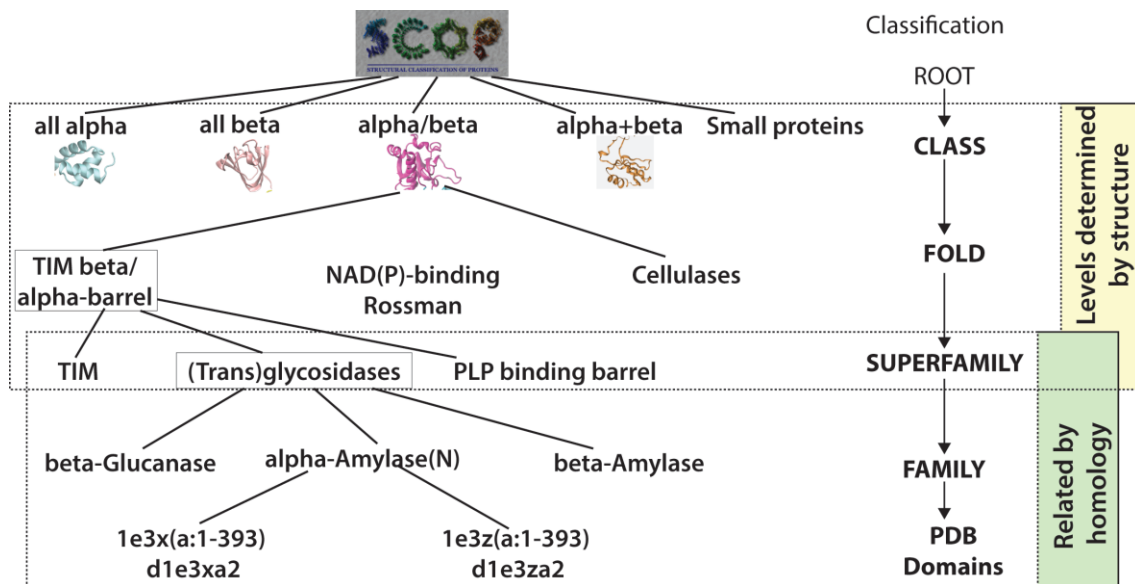 SCOP
STRUCTURAL CLASSIFICATION OF PROTEINS
Classification
ROOT
all alpha
all beta
alpha/beta
alpha+beta
Small proteins
CLASS
TIM beta/
alpha-barrel
NAD(P)-binding
Rossman
Cellulases
FOLD
Levels determined
by structure
TIM
(Trans)glycosidases
PLP binding barrel
SUPERFAMILY
beta-Glucanase
alpha-Amylase(N)
beta-Amylase
FAMILY
1e3x(a:1-393)
d1e3xa2
1e3z(a:1-393)
d1e3za2
PDB
Domains
Related by
homology